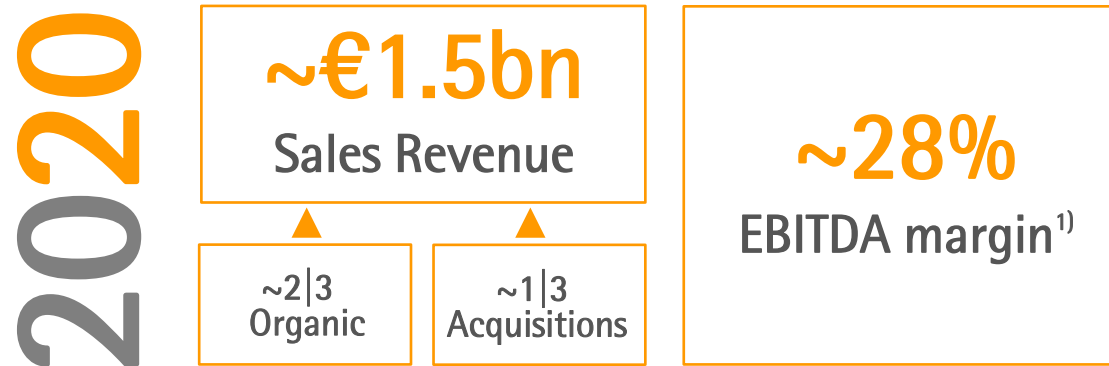 2020
~€1.5bn
Sales Revenue
~2|3
Organic
~1|3
Acquisitions
~28%
EBITDA margin¹⁾